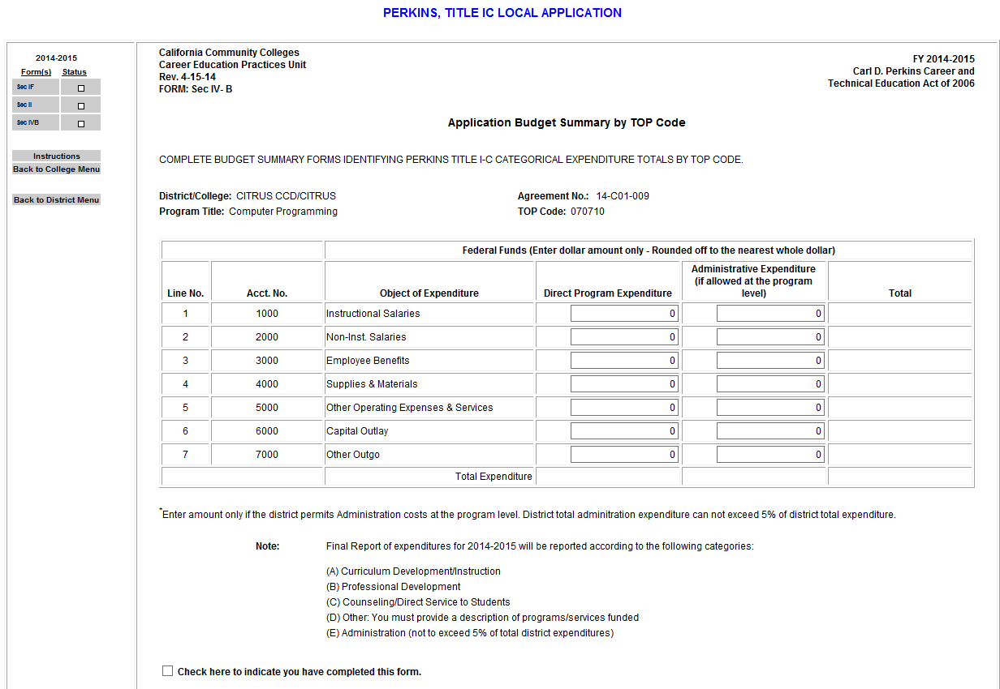 PERKINS, TITLE IC LOCAL APPLICATION
2014-2015
Form(s) Status
Sec IF
Sec II
Sec IVB
Instructions
Back to College Menu
Back to District Menu
California Community Colleges
Career Education Practices Unit
Rev. 4-15-14
FORM: Sec IV- B
FY 2014-2015
Carl D. Perkins Career and
Technical Education Act of 2006
Application Budget Summary by TOP Code
COMPLETE BUDGET SUMMARY FORMS IDENTIFYING PERKINS TITLE I-C CATEGORICAL EXPENDITURE TOTALS BY TOP CODE.
District/College: CITRUS CCD/CITRUS Agreement No.: 14-C01-009
Program Title: Computer Programming TOP Code: 070710
Federal Funds (Enter dollar amount only - Rounded off to the nearest whole dollar)
Line No. Acct. No. Object of Expenditure Direct Program Expenditure Administrative Expenditure (if allowed at the program level) Total
1 1000 Instructional Salaries 0 0
2 2000 Non-Inst. Salaries 0 0
3 3000 Employee Benefits 0 0
4 4000 Supplies & Materials 0 0
5 5000 Other Operating Expenses & Services 0 0
6 6000 Capital Outlay 0 0
7 7000 Other Outgo 0 0
Total Expenditure
*Enter amount only if the district permits Administration costs at the program level. District total adminitration expenditure can not exceed 5% of district total expenditure.
Note: Final Report of expenditures for 2014-2015 will be reported according to the following categories:
(A) Curriculum Development/Instruction
(B) Professional Development
(C) Counseling/Direct Service to Students
(D) Other: You must provide a description of programs/services funded
(E) Administration (not to exceed 5% of total district expenditures)
Check here to indicate you have completed this form.